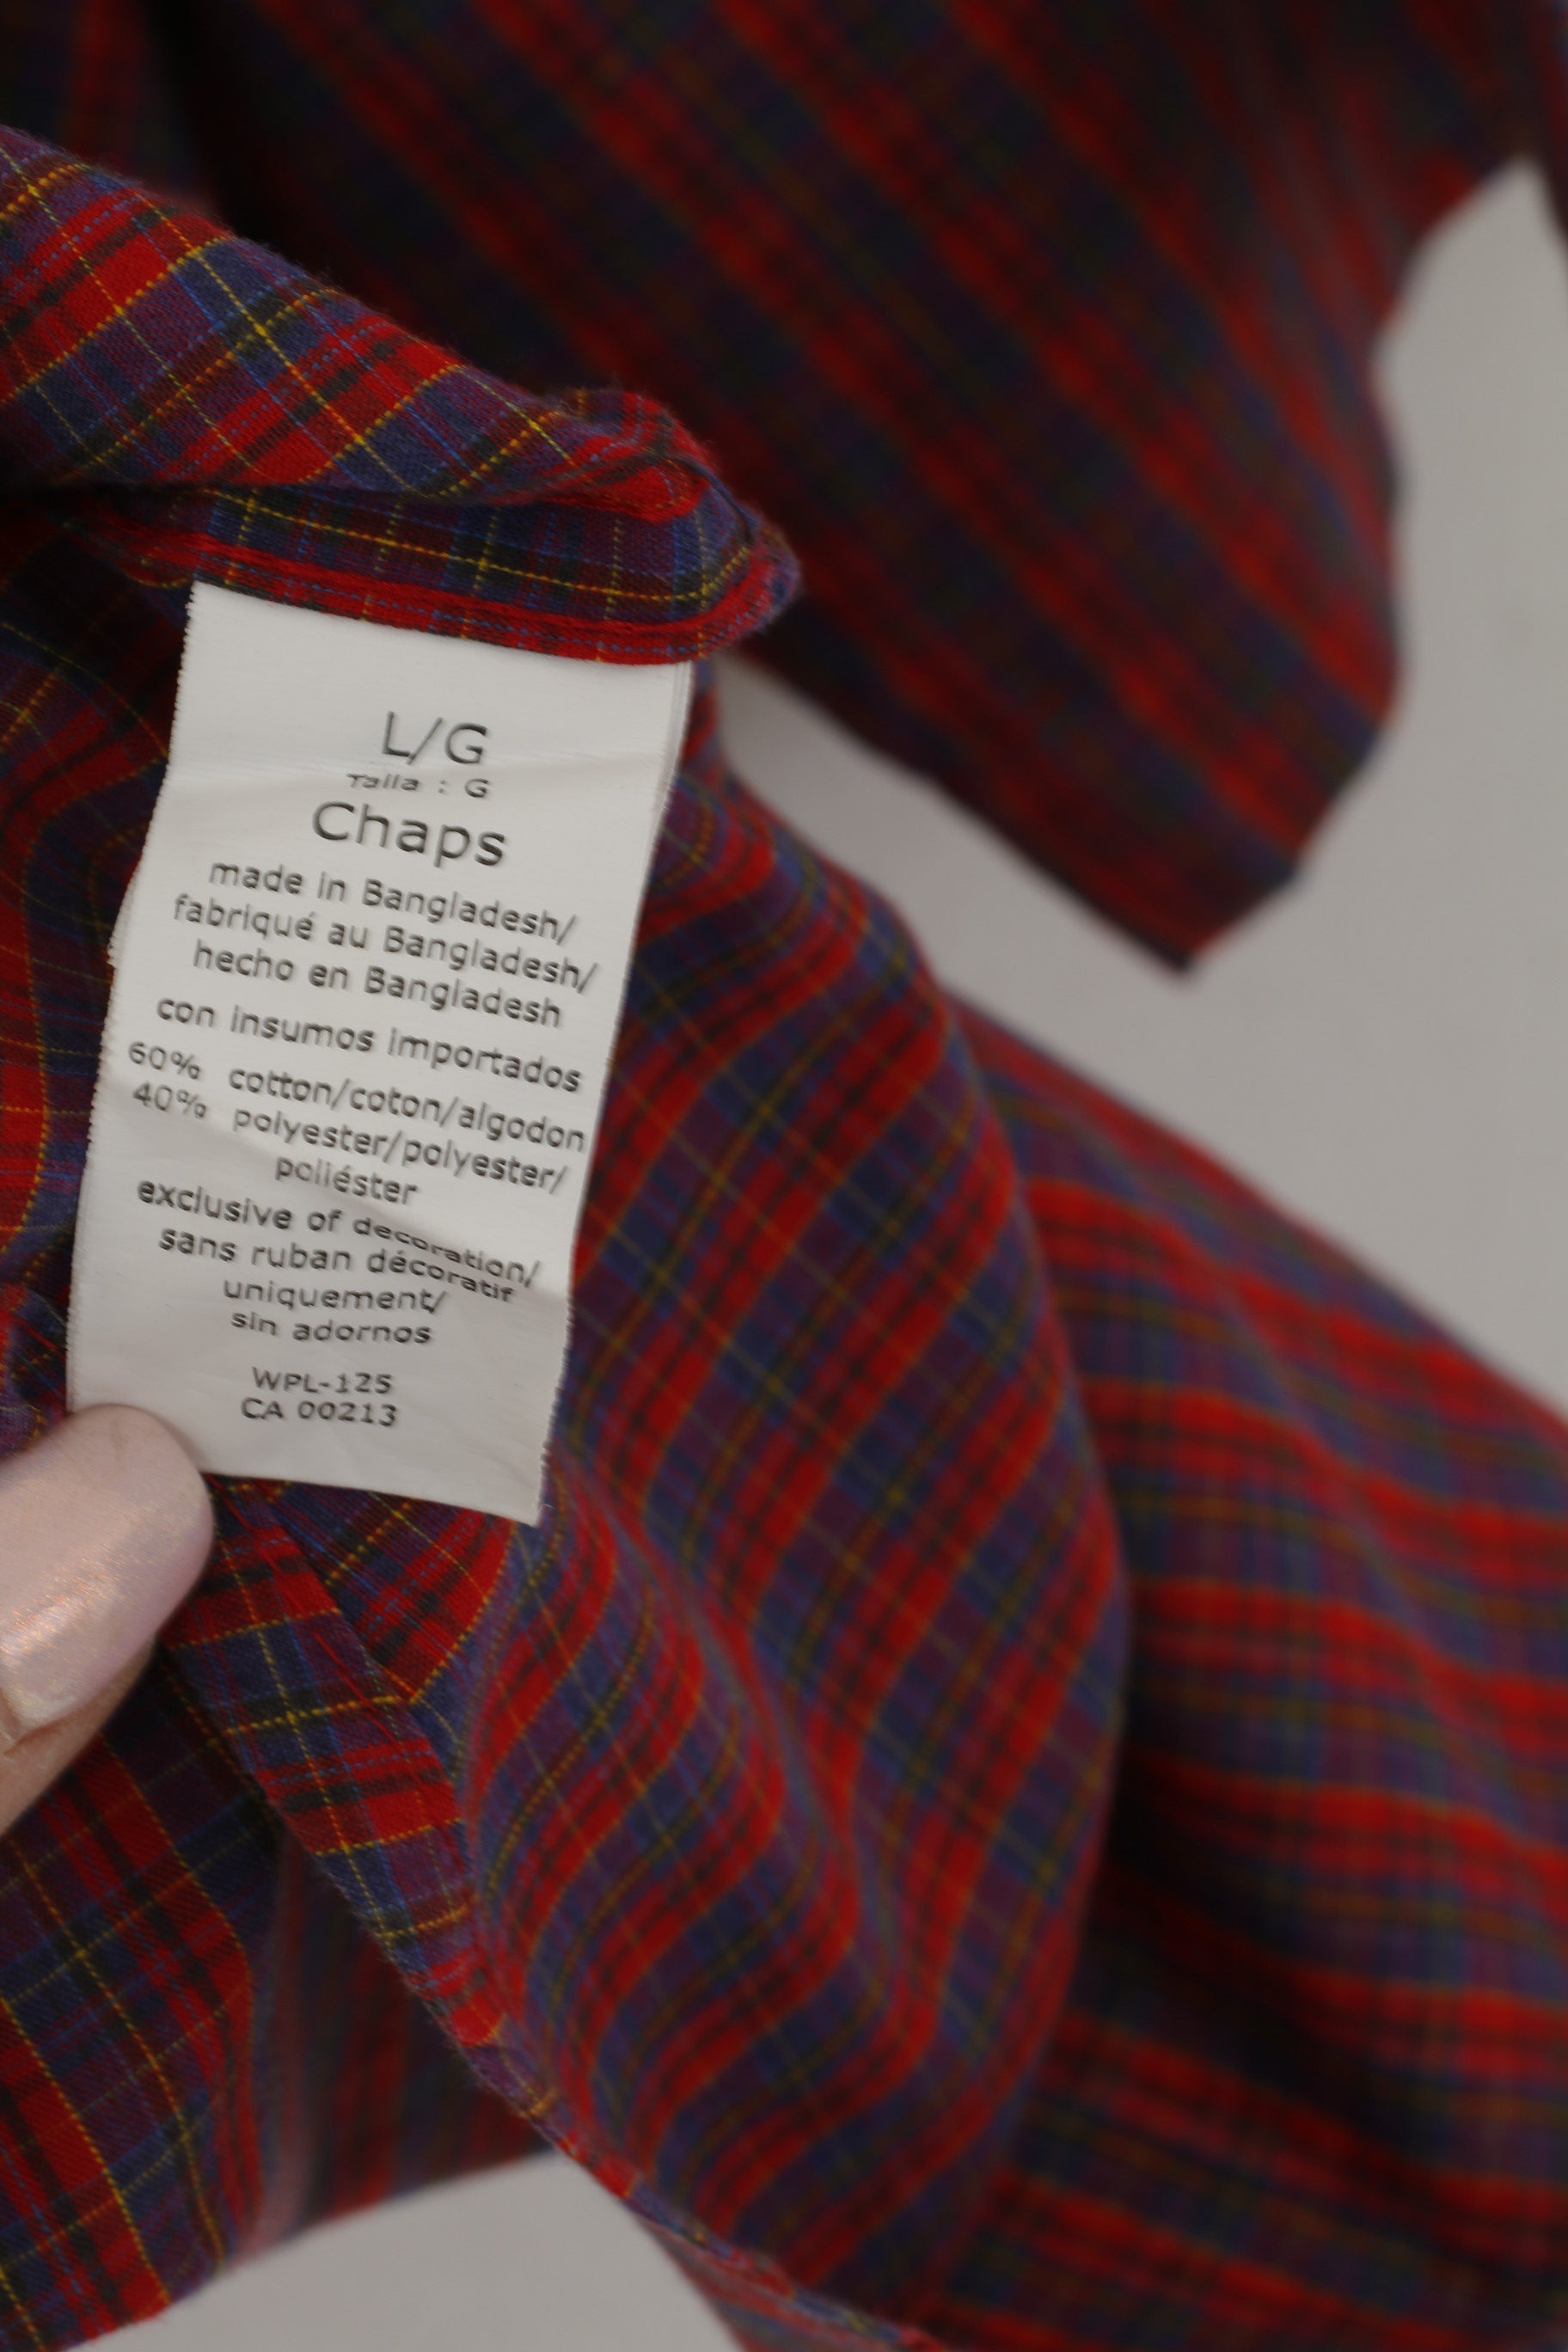 L/G
Talla : G
Chaps
made in Bangladesh/
fabriqué au Bangladesh/
hecho en Bangladesh
con insumos importados
60% cotton/coton/algodon
40% polyester/polyester/
poliéster
exclusive of decoration/
sans ruban décoratif
uniquement/
sin adornos
WPL-125
CA 00213